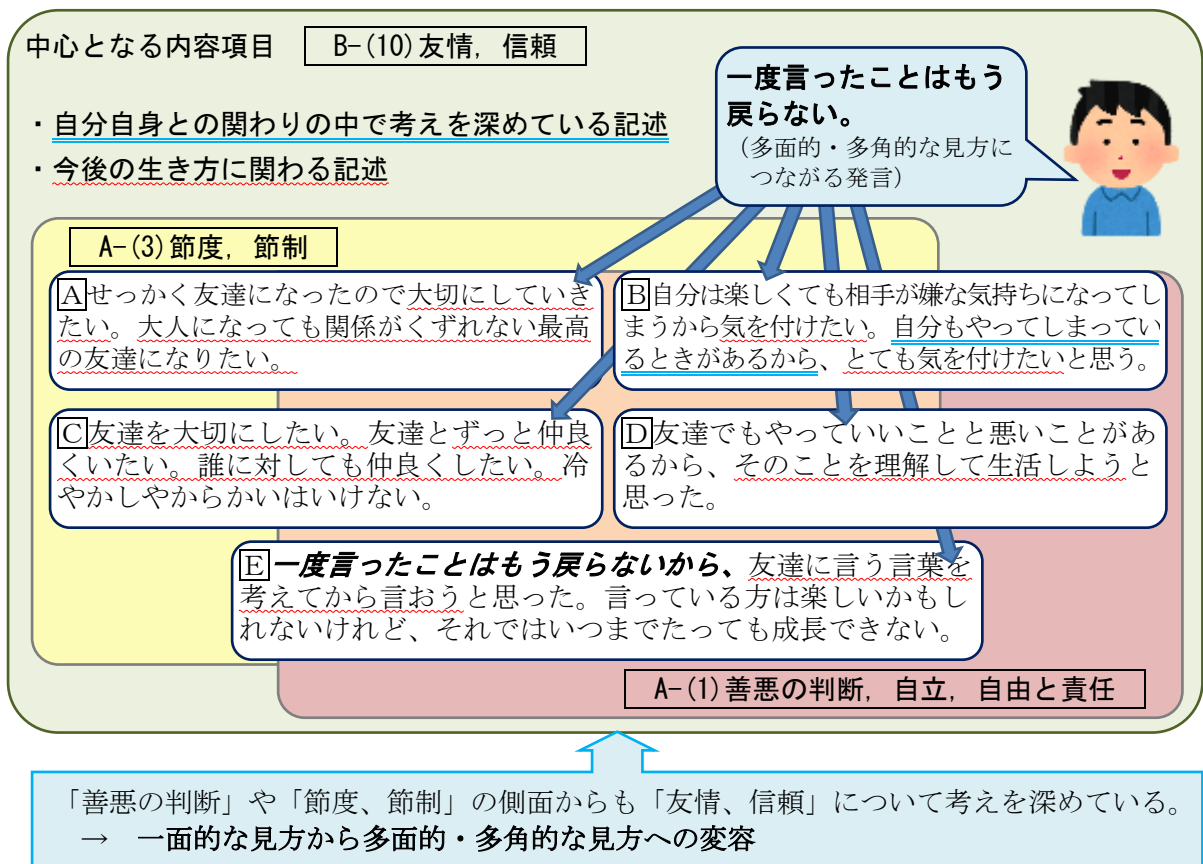 中心となる内容項目
B-(10)友情，信頼
・自分自身との関わりの中で考えを深めている記述
・今後の生き方に関わる記述
一度言ったことはもう
戻らない。
（多面的・多角的な見方に
つながる発言）
A-(3)節度，節制
Aせっかく友達になったので大切にしていき
たい。大人になっても関係がくずれない最高
の友達になりたい。
B自分は楽しくても相手が嫌な気持ちになってし
まうから気を付けたい。自分もやってしまってい
るときがあるから、とても気を付けたいと思う。
C友達を大切にしたい。友達とずっと仲良
くいたい。誰に対しても仲良くしたい。冷
やかしやからかいはいけない。
D友達でもやっていいことと悪いことがあ
るから、そのことを理解して生活しようと
思った。
E一度言ったことはもう戻らないから、友達に言う言葉を
考えてから言おうと思った。言っている方は楽しいかもし
れないけれど、それではいつまでたっても成長できない。
A-(1)善悪の判断，自立，自由と責任
「善悪の判断」や「節度、節制」の側面からも「友情、信頼」について考えを深めている。
→　一面的な見方から多面的・多角的な見方への変容